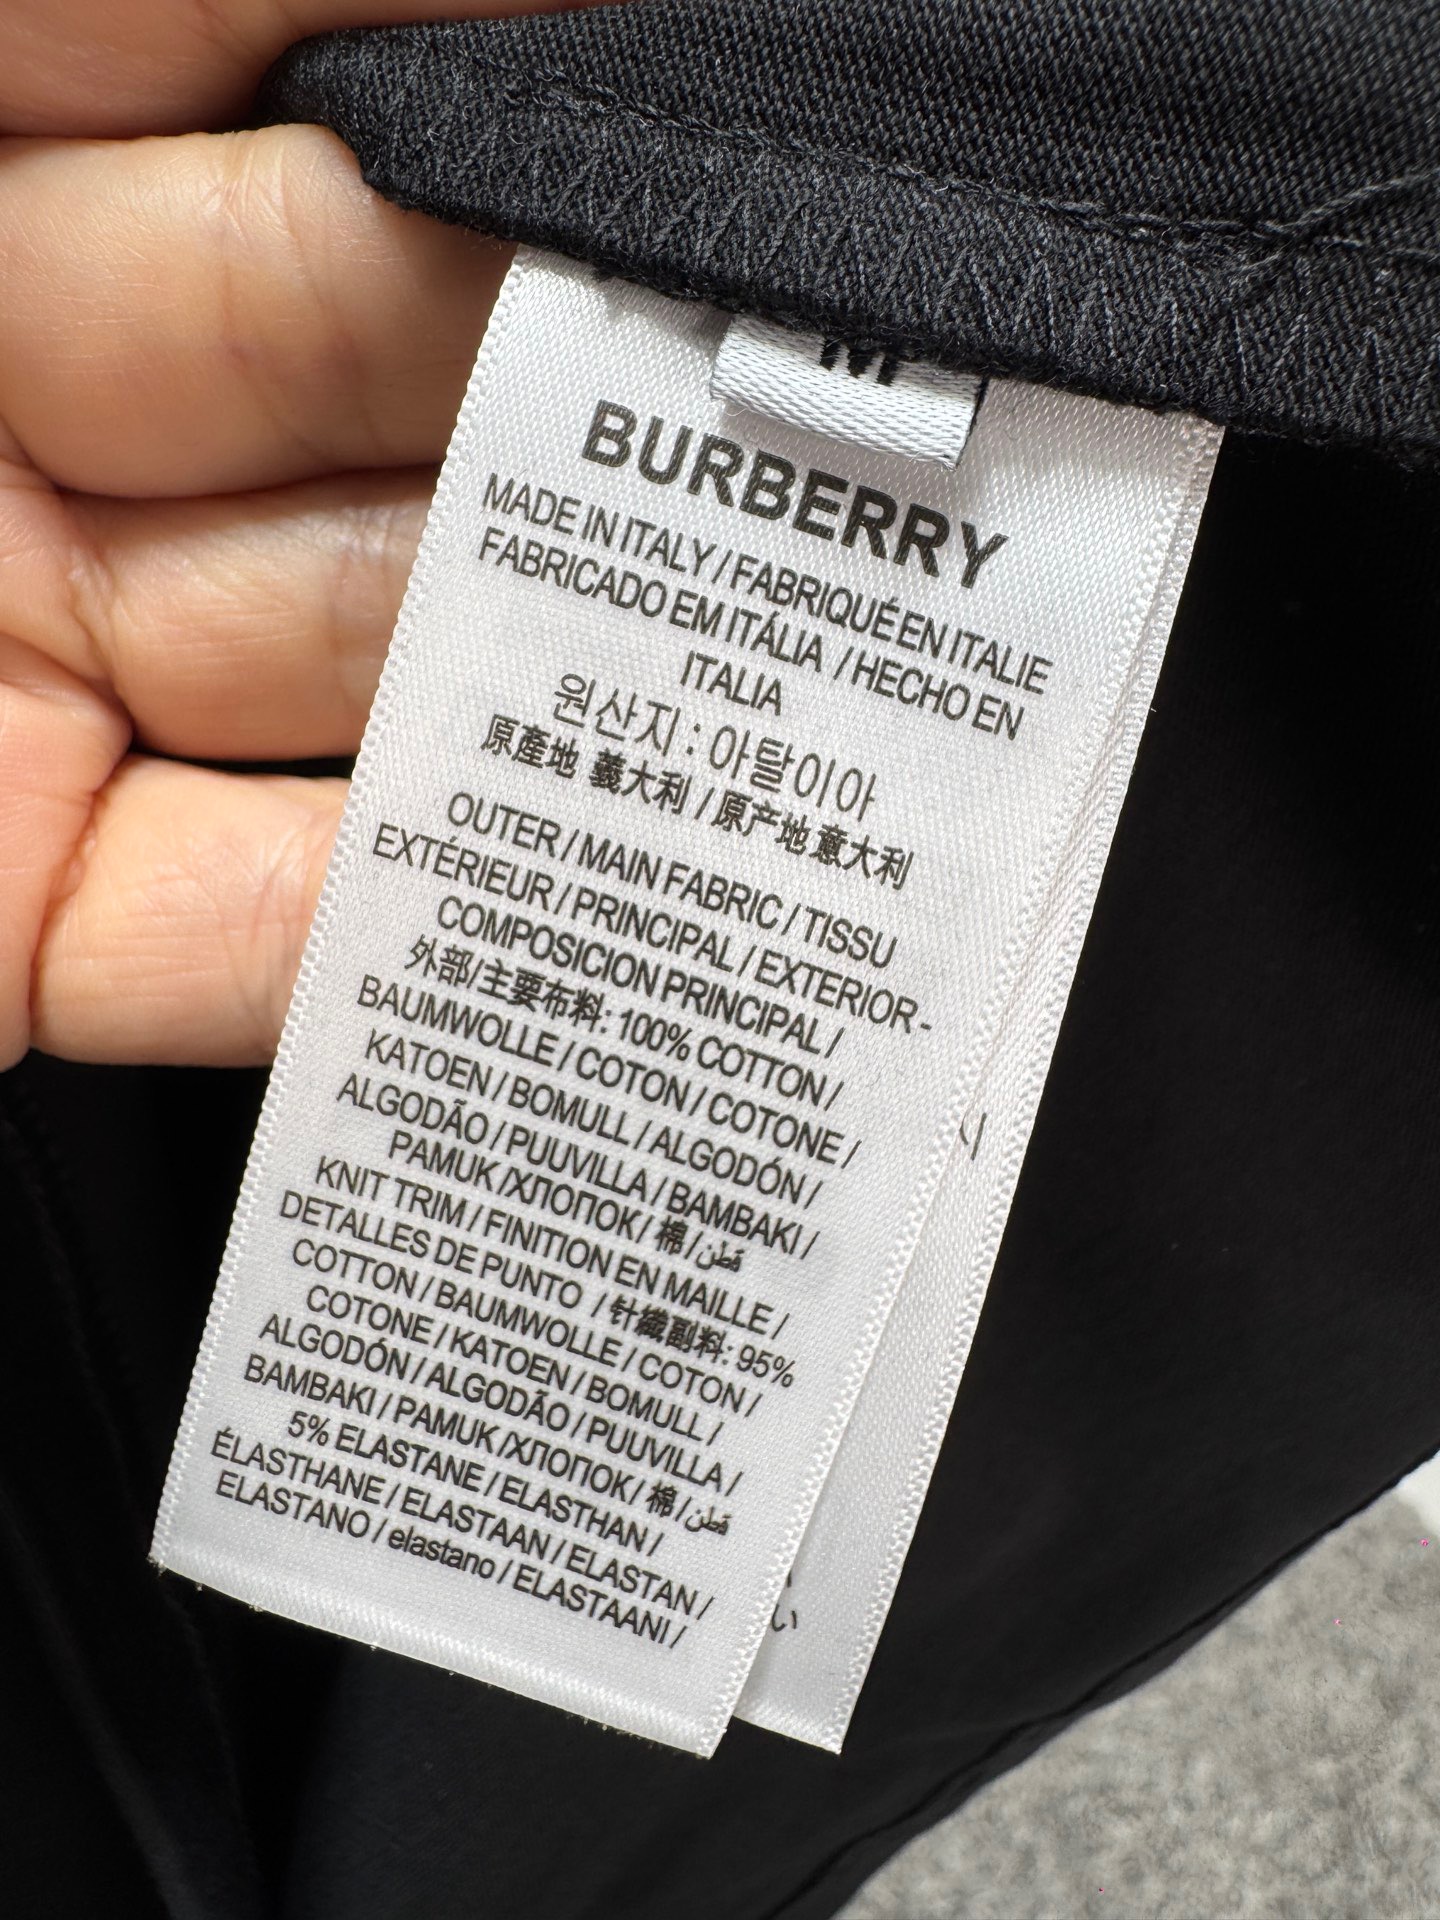 M
BURBERRY
MADE IN ITALY / FABRIQUÉ EN ITALIE
FABRICADO EM ITÁLIA / HECHO EN
ITALIA
원산지 : 아탈이아
原產地 義大利 / 原产地 意大利
OUTER / MAIN FABRIC / TISSU
EXTÉRIEUR / PRINCIPAL / EXTERIOR-
COMPOSICION PRINCIPAL /
外部/主要布料: 100% COTTON /
BAUMWOLLE / COTON / COTONE /
KATOEN / BOMULL / ALGODÓN /
ALGODÃO / PUUVILLA / BAMBAKI /
PAMUK /ХЛОПОК/ 棉 / قطن
KNIT TRIM / FINITION EN MAILLE /
DETALLES DE PUNTO / 针織副料: 95%
COTTON / BAUMWOLLE / COTON /
COTONE / KATOEN / BOMULL /
ALGODÓN / ALGODÃO / PUUVILLA /
BAMBAKI / PAMUK /ХЛОПОК/ 棉 / قطن
5% ELASTANE / ELASTHAN /
ÉLASTHANE / ELASTAAN / ELASTAN /
ELASTANO / elastano / ELASTAANI /
い